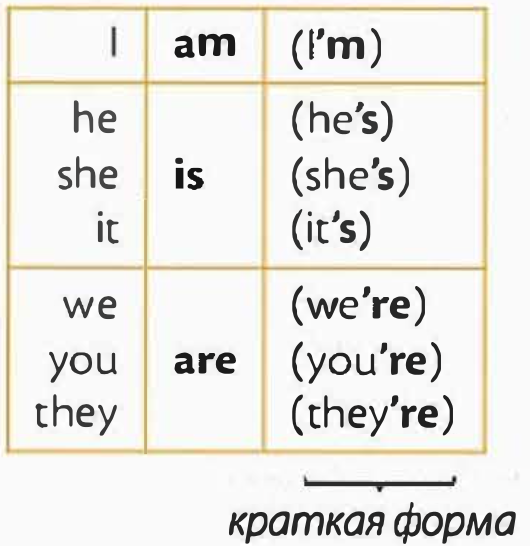 I am (I'm)
he (he's)
she is (she's)
it (it's)
we (we're)
you are (you're)
they (they're)
краткая форма